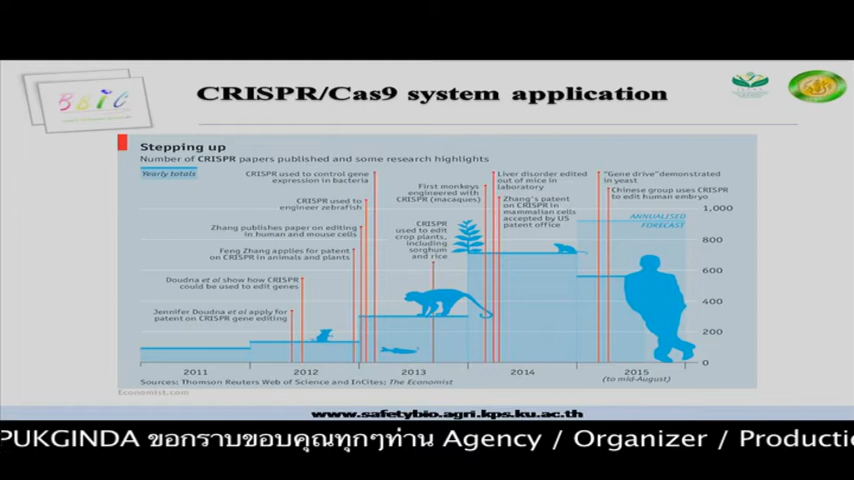 BBIC
CRISPR/Cas9 system application
Stepping up
Number of CRISPR papers published and some research highlights
Yearly totals
CRISPR used to control gene
expression in bacteria
CRISPR used to
engineer zebrafish
Zhang publishes paper on editing
in human and mouse cells
Feng Zhang applies for patent
on CRISPR in animals and plants
Doudna et al show how CRISPR
could be used to edit genes
Jennifer Doudna et al apply for
patent on CRISPR gene editing
First monkeys
engineered with
CRISPR (macaques)
CRISPR
used to edit
crop plants,
including
sorghum
and rice
Liver disorder edited
out of mice in
laboratory
Zhang's patent
on CRISPR in
mammalian cells
accepted by US
patent office
"Gene drive" demonstrated
in yeast
Chinese group uses CRISPR
to edit human embryo
ANNUALISED
FORECAST
1,000
800
600
400
200
0
2011
2012
2013
2014
2015
(to mid-August)
Sources: Thomson Reuters Web of Science and InCites; The Economist
Economist.com
www.safetybio.agri.kps.ku.ac.th
PUKGINDA ขอกราบขอบคุณทุกๆท่าน Agency / Organizer / Productio